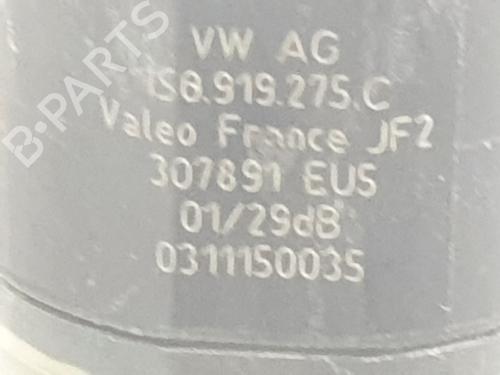 VW AG
1S0.919.275.C
Valeo France JF2
307891 EUS
01/29dB
0311150035
B-PARTS